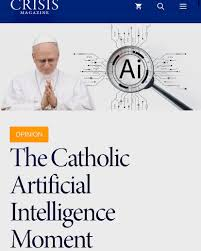 CRISIS
MAGAZINE
Ai
OPINION
The Catholic
Artificial
Intelligence
Moment